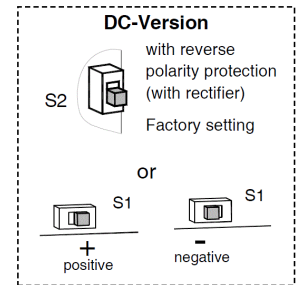 DC-Version
with reverse
polarity protection
(with rectifier)
S2
Factory setting
or
S1
S1
+
-
positive
negative